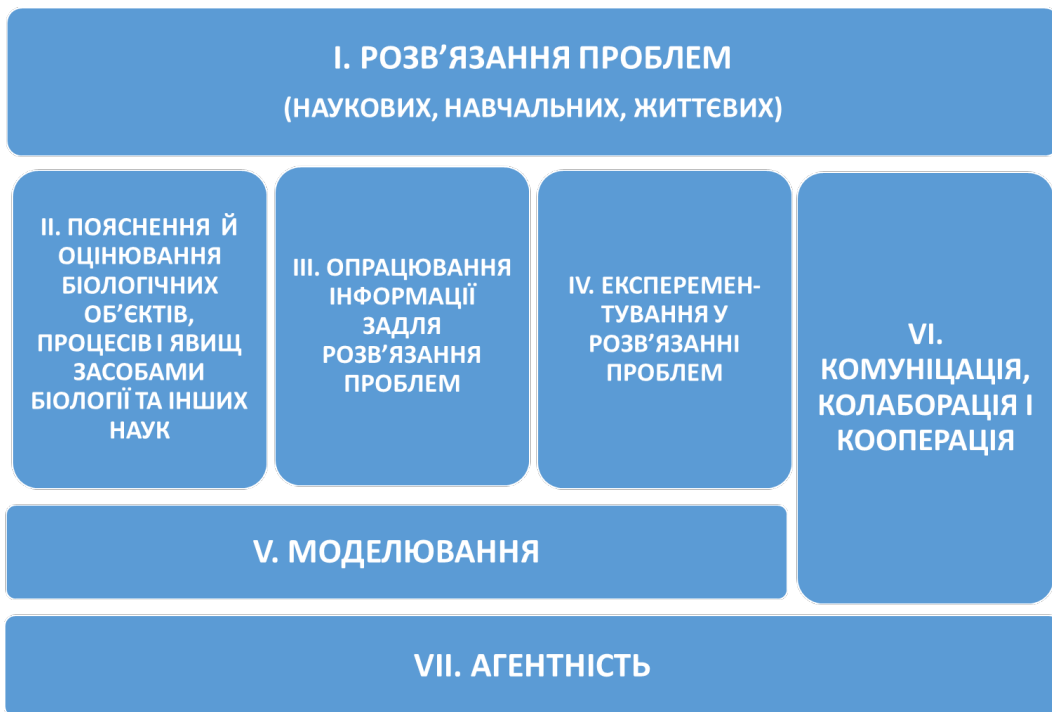 І. РОЗВ’ЯЗАННЯ ПРОБЛЕМ
(НАУКОВИХ, НАВЧАЛЬНИХ, ЖИТТЄВИХ)
ІІ. ПОЯСНЕННЯ Й
ОЦІНЮВАННЯ
БІОЛОГІЧНИХ
ОБ’ЄКТІВ,
ПРОЦЕСІВ І ЯВИЩ
ЗАСОБАМИ
БІОЛОГІЇ ТА ІНШИХ
НАУК
ІІІ. ОПРАЦЮВАННЯ
ІНФОРМАЦІЇ
ЗАДЛЯ
РОЗВ’ЯЗАННЯ
ПРОБЛЕМ
IV. ЕКСПЕРЕМЕН-
ТУВАННЯ У
РОЗВ’ЯЗАННІ
ПРОБЛЕМ
VI.
КОМУНІЦАЦІЯ,
КОЛАБОРАЦІЯ І
КООПЕРАЦІЯ
V. МОДЕЛЮВАННЯ
VII. АГЕНТНІСТЬ